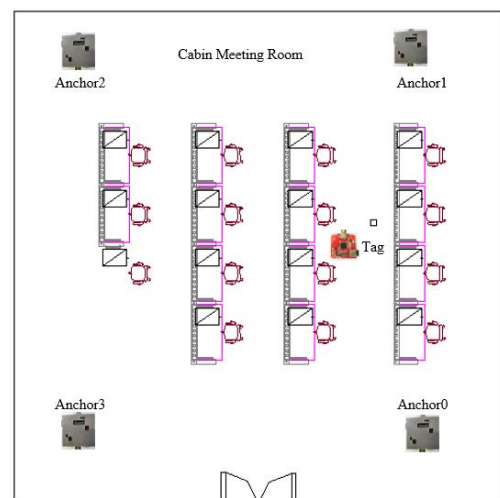 Cabin Meeting Room
Anchor2
Anchor1
Tag
Anchor3
Anchor0